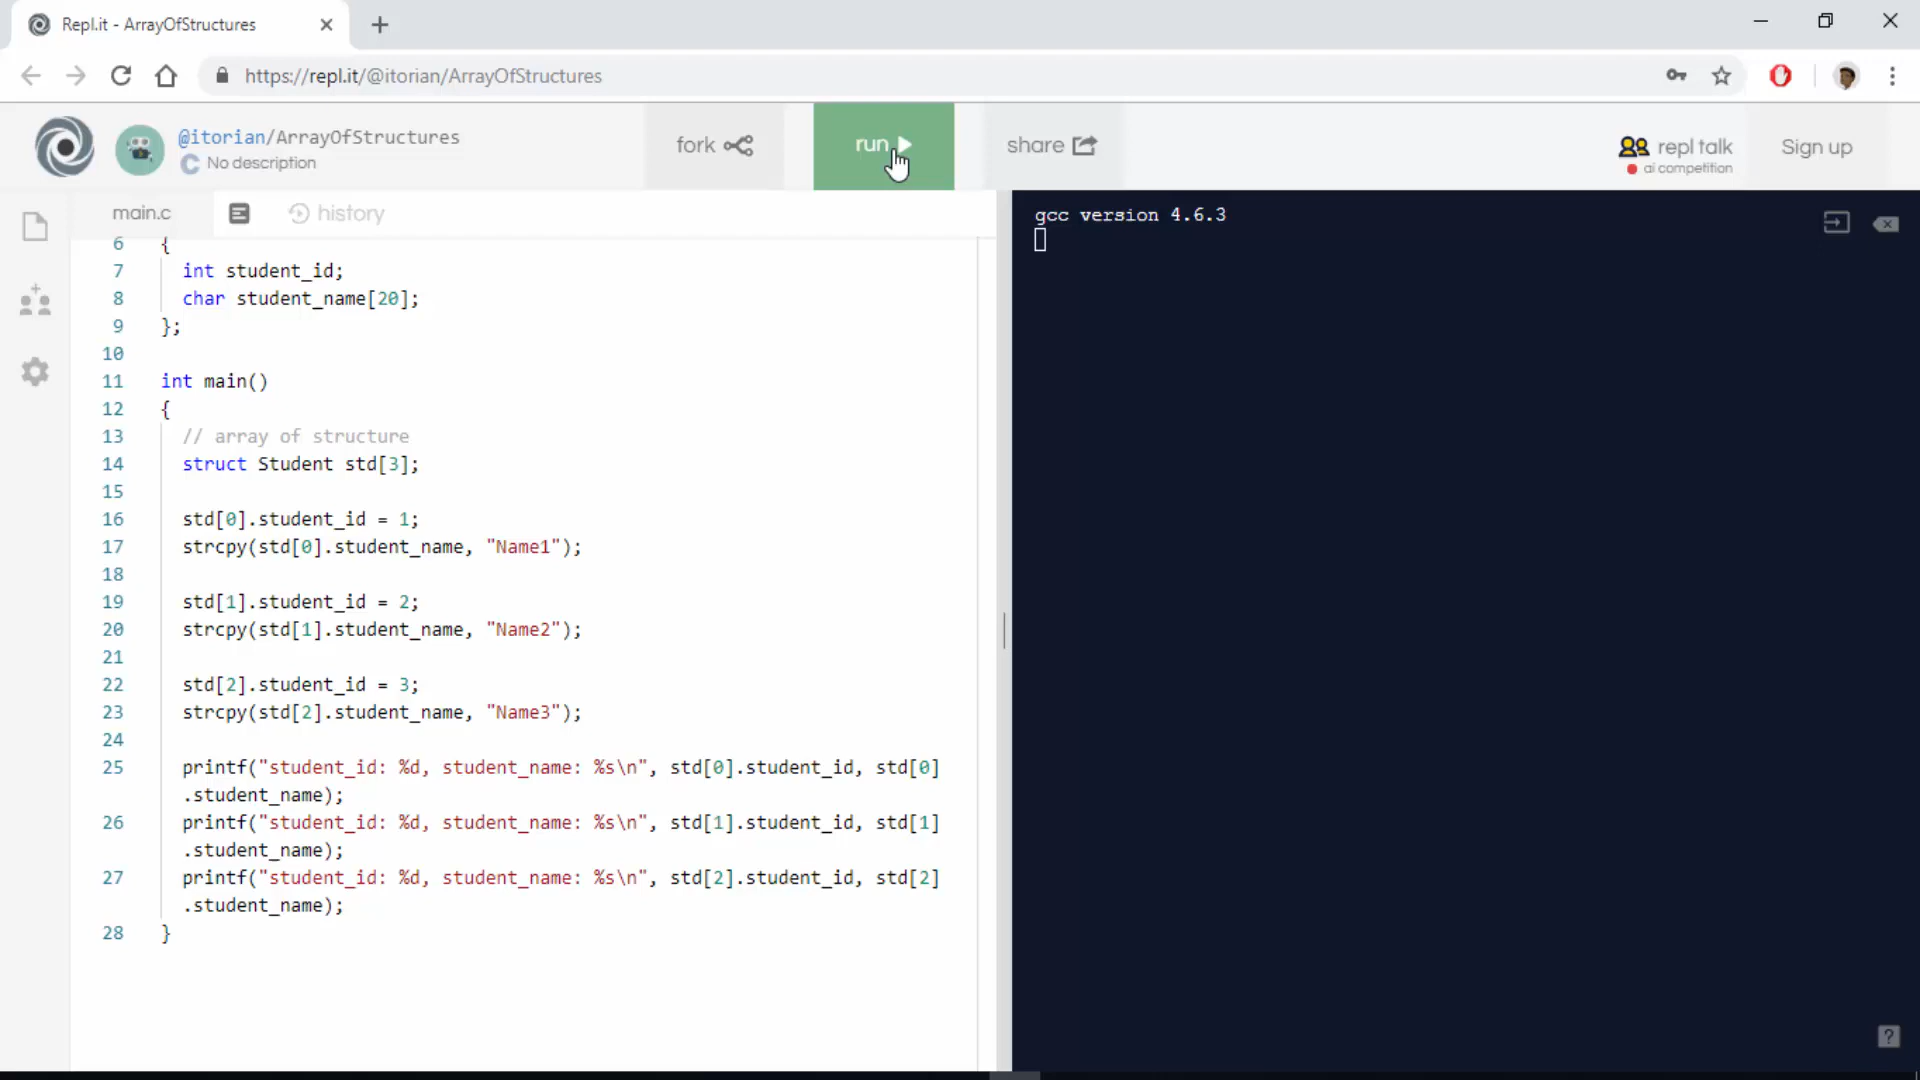 Repl.it - ArrayOfStructures
https://repl.it/@itorian/ArrayOfStructures
@itorian/ArrayOfStructures
No description
fork
run
share
repl talk
ai competition
Sign up
main.c
history
6 {
7 int student_id;
8 char student_name[20];
9 };
10
11 int main()
12 {
13 // array of structure
14 struct Student std[3];
15
16 std[0].student_id = 1;
17 strcpy(std[0].student_name, "Name1");
18
19 std[1].student_id = 2;
20 strcpy(std[1].student_name, "Name2");
21
22 std[2].student_id = 3;
23 strcpy(std[2].student_name, "Name3");
24
25 printf("student_id: %d, student_name: %s\n", std[0].student_id, std[0]
.student_name);
26 printf("student_id: %d, student_name: %s\n", std[1].student_id, std[1]
.student_name);
27 printf("student_id: %d, student_name: %s\n", std[2].student_id, std[2]
.student_name);
28 }
gcc version 4.6.3
?